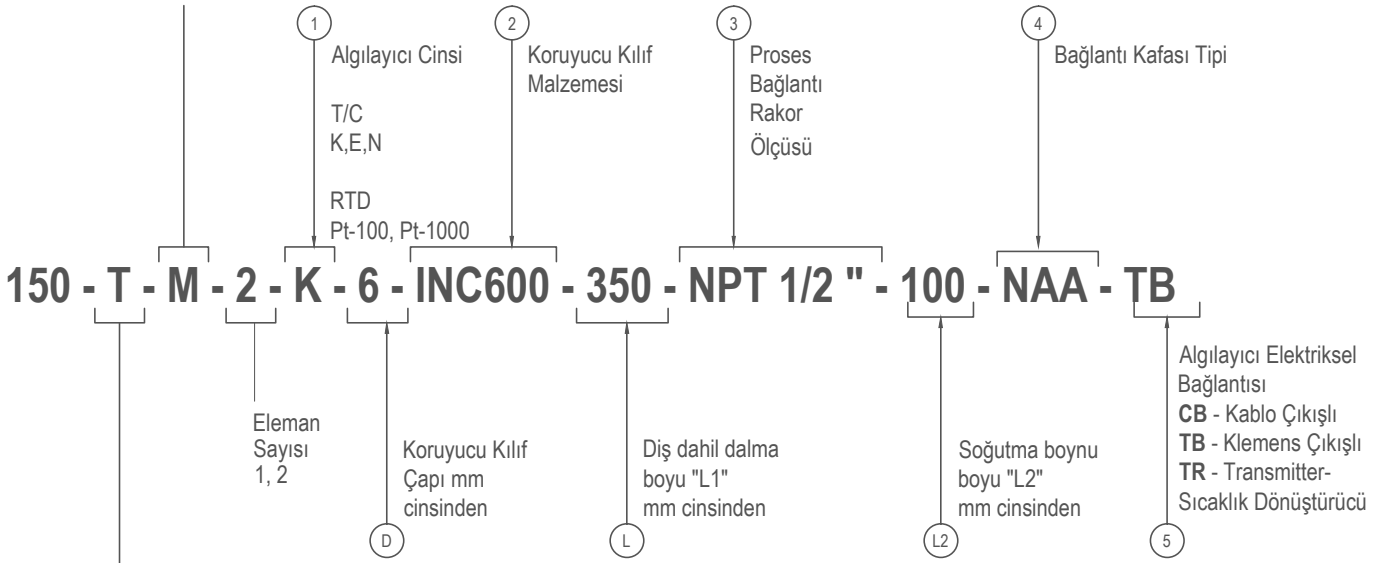 1
Algılayıcı Cinsi
T/C
K,E,N
RTD
Pt-100, Pt-1000
2
Koruyucu Kılıf
Malzemesi
3
Proses
Bağlantı
Rakor
Ölçüsü
4
Bağlantı Kafası Tipi
150 - T - M - 2 - K - 6 - INC600 - 350 - NPT 1/2 " - 100 - NAA - TB
Eleman
Sayısı
1, 2
Koruyucu Kılıf
Çapı mm
cinsinden
D
Diş dahil dalma
boyu "L1"
mm cinsinden
L
Soğutma boynu
boyu "L2"
mm cinsinden
L2
Algılayıcı Elektriksel
Bağlantısı
CB - Kablo Çıkışlı
TB - Klemens Çıkışlı
TR - Transmitter-
Sıcaklık Dönüştürücü
5